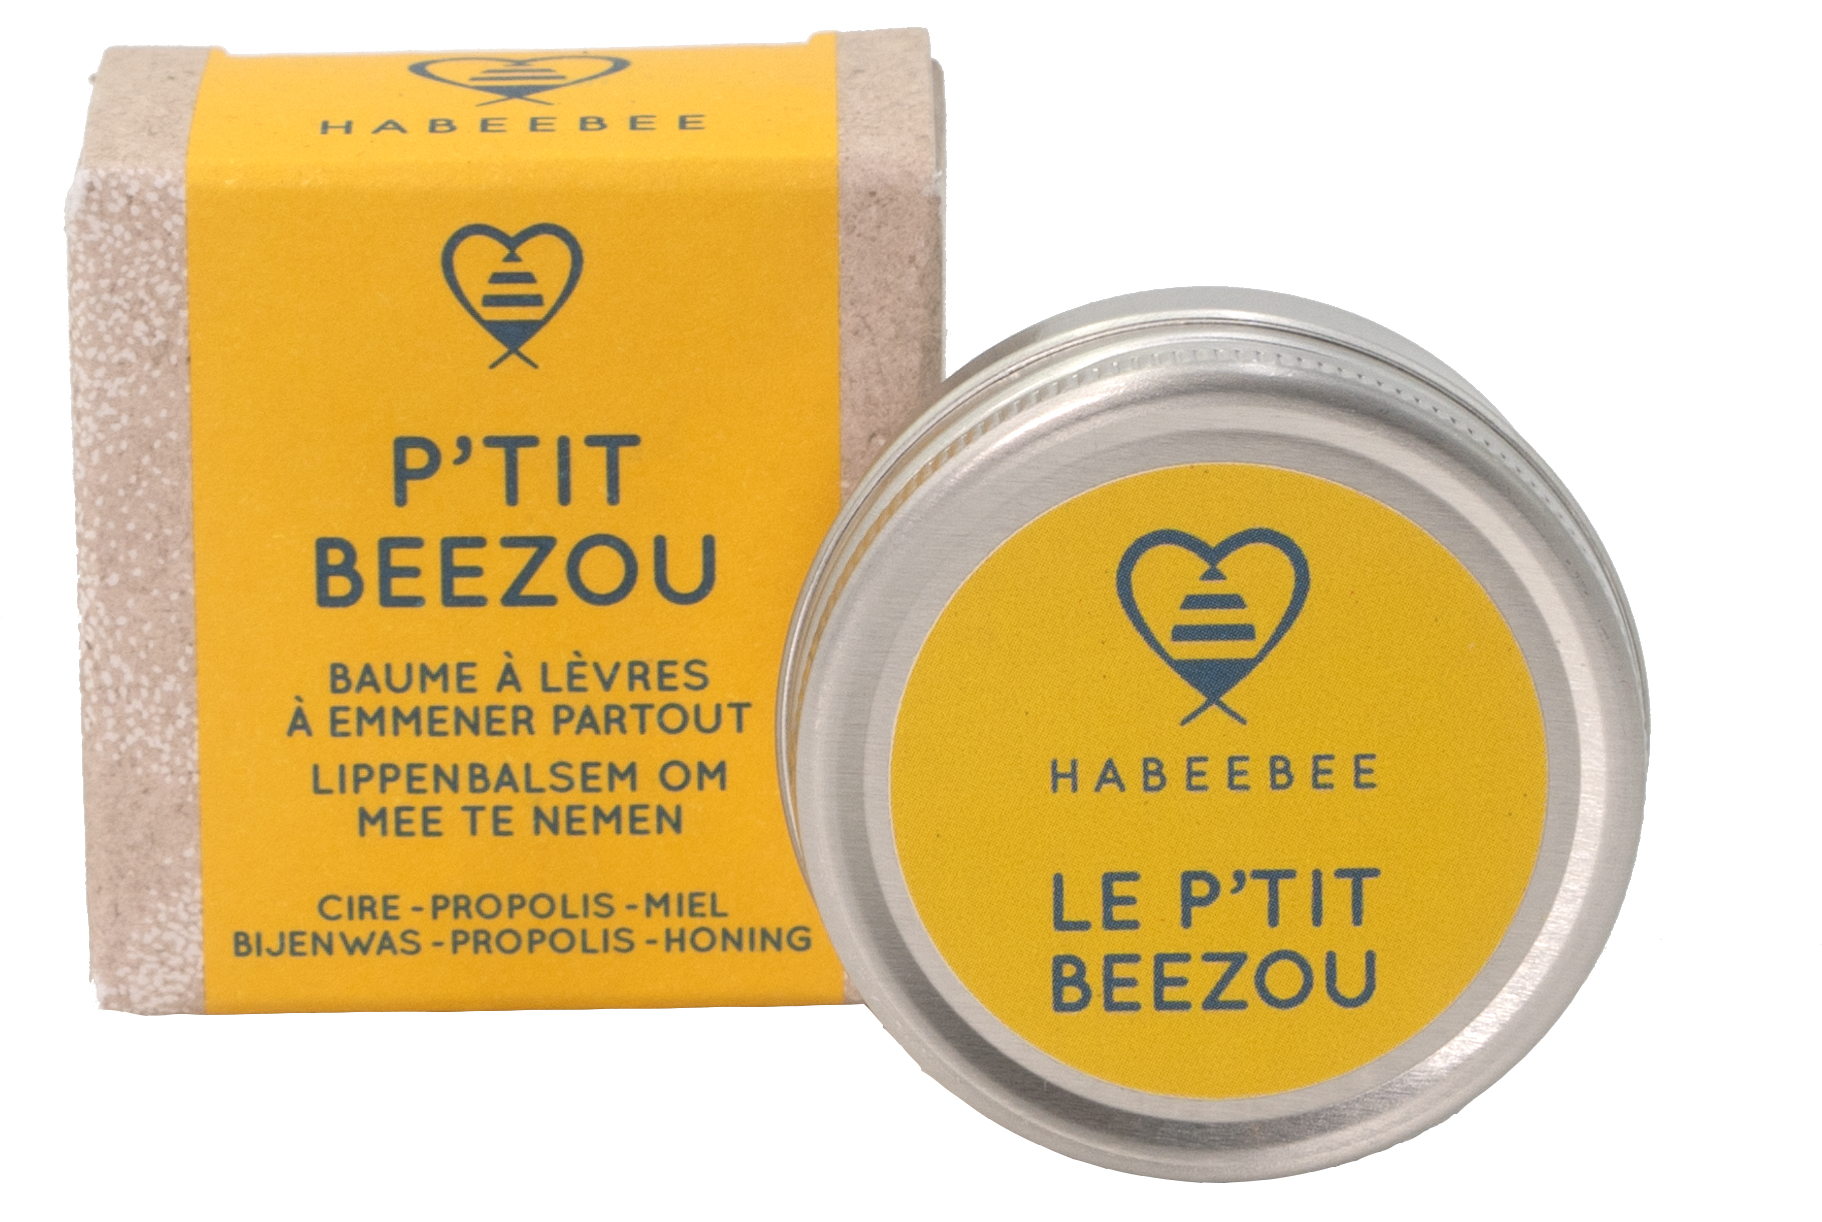 HABEEBEE
P'TIT
BEEZOU
BAUME À LÈVRES
À EMMENER PARTOUT
LIPPENBALSEM OM
MEE TE NEMEN
CIRE - PROPOLIS - MIEL
BIJENWAS - PROPOLIS - HONING
HABEEBEE
LE P'TIT
BEEZOU